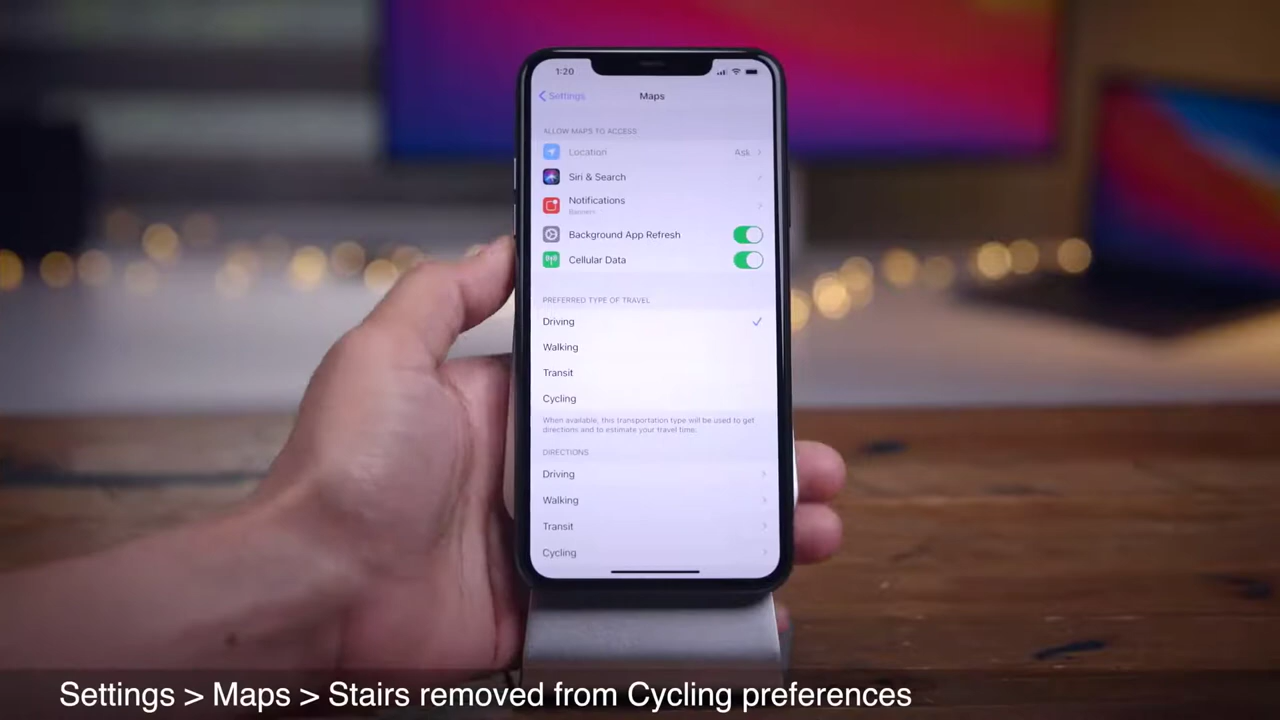 1:20
Settings
Maps
ALLOW MAPS TO ACCESS
Location Ask
Siri & Search
Notifications
Banners
Background App Refresh
Cellular Data
PREFERRED TYPE OF TRAVEL
Driving
Walking
Transit
Cycling
When available, this transportation type will be used to get
directions and to estimate your travel time.
DIRECTIONS
Driving
Walking
Transit
Cycling
Settings > Maps > Stairs removed from Cycling preferences